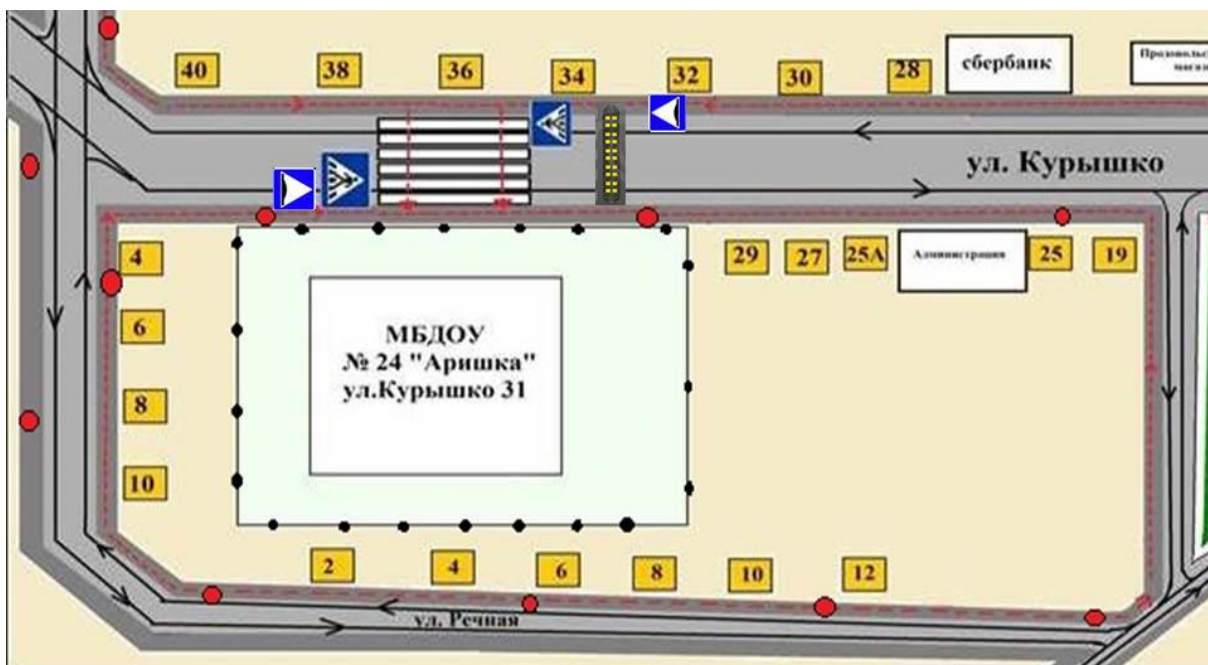 40 38 36 34 32 30 28 сбербанк
ул. Курышко
4 29 27 25А Администрация 25 19
6
МБДОУ
№ 24 "Аришка"
ул.Курышко 31
8
10
2 4 6 8 10 12
ул. Речная